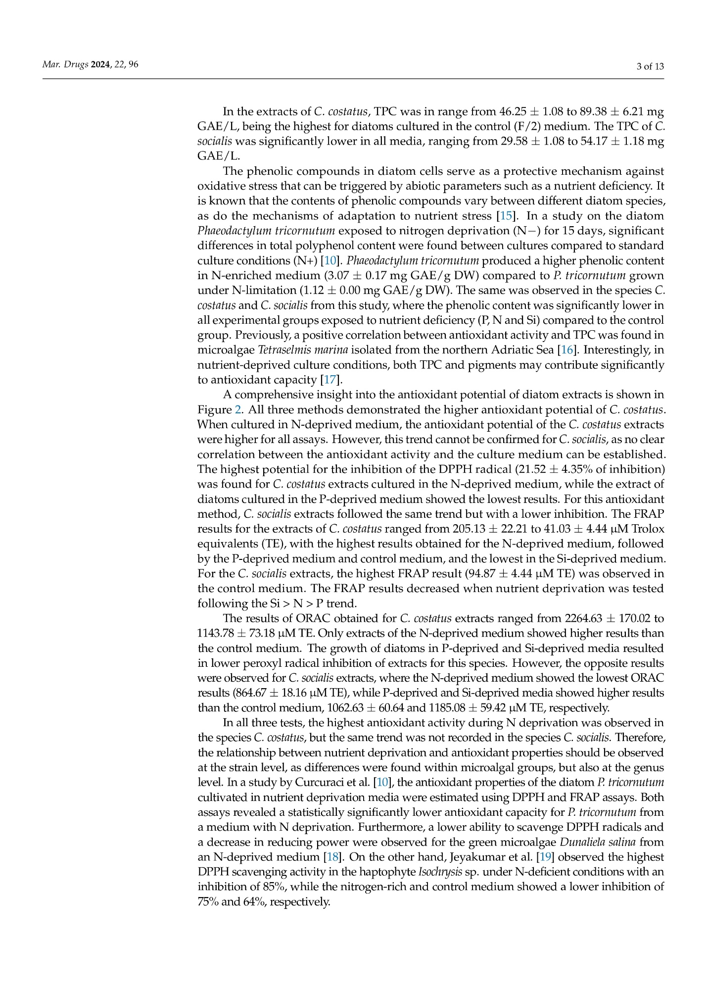 Mar. Drugs 2024, 22, 96
3 of 13
In the extracts of C. costatus, TPC was in range from 46.25 ± 1.08 to 89.38 ± 6.21 mg
GAE/L, being the highest for diatoms cultured in the control (F/2) medium. The TPC of C.
socialis was significantly lower in all media, ranging from 29.58 ± 1.08 to 54.17 ± 1.18 mg
GAE/L.
The phenolic compounds in diatom cells serve as a protective mechanism against
oxidative stress that can be triggered by abiotic parameters such as a nutrient deficiency. It
is known that the contents of phenolic compounds vary between different diatom species,
as do the mechanisms of adaptation to nutrient stress [15]. In a study on the diatom
Phaeodactylum tricornutum exposed to nitrogen deprivation (N−) for 15 days, significant
differences in total polyphenol content were found between cultures compared to standard
culture conditions (N+) [10]. Phaeodactylum tricornutum produced a higher phenolic content
in N-enriched medium (3.07 ± 0.17 mg GAE/g DW) compared to P. tricornutum grown
under N-limitation (1.12 ± 0.00 mg GAE/g DW). The same was observed in the species C.
costatus and C. socialis from this study, where the phenolic content was significantly lower in
all experimental groups exposed to nutrient deficiency (P, N and Si) compared to the control
group. Previously, a positive correlation between antioxidant activity and TPC was found in
microalgae Tetraselmis marina isolated from the northern Adriatic Sea [16]. Interestingly, in
nutrient-deprived culture conditions, both TPC and pigments may contribute significantly
to antioxidant capacity [17].
A comprehensive insight into the antioxidant potential of diatom extracts is shown in
Figure 2. All three methods demonstrated the higher antioxidant potential of C. costatus.
When cultured in N-deprived medium, the antioxidant potential of the C. costatus extracts
were higher for all assays. However, this trend cannot be confirmed for C. socialis, as no clear
correlation between the antioxidant activity and the culture medium can be established.
The highest potential for the inhibition of the DPPH radical (21.52 ± 4.35% of inhibition)
was found for C. costatus extracts cultured in the N-deprived medium, while the extract of
diatoms cultured in the P-deprived medium showed the lowest results. For this antioxidant
method, C. socialis extracts followed the same trend but with a lower inhibition. The FRAP
results for the extracts of C. costatus ranged from 205.13 ± 22.21 to 41.03 ± 4.44 µM Trolox
equivalents (TE), with the highest results obtained for the N-deprived medium, followed
by the P-deprived medium and control medium, and the lowest in the Si-deprived medium.
For the C. socialis extracts, the highest FRAP result (94.87 ± 4.44 µM TE) was observed in
the control medium. The FRAP results decreased when nutrient deprivation was tested
following the Si > N > P trend.
The results of ORAC obtained for C. costatus extracts ranged from 2264.63 ± 170.02 to
1143.78 ± 73.18 µM TE. Only extracts of the N-deprived medium showed higher results than
the control medium. The growth of diatoms in P-deprived and Si-deprived media resulted
in lower peroxyl radical inhibition of extracts for this species. However, the opposite results
were observed for C. socialis extracts, where the N-deprived medium showed the lowest ORAC
results (864.67 ± 18.16 µM TE), while P-deprived and Si-deprived media showed higher results
than the control medium, 1062.63 ± 60.64 and 1185.08 ± 59.42 µM TE, respectively.
In all three tests, the highest antioxidant activity during N deprivation was observed in
the species C. costatus, but the same trend was not recorded in the species C. socialis. Therefore,
the relationship between nutrient deprivation and antioxidant properties should be observed
at the strain level, as differences were found within microalgal groups, but also at the genus
level. In a study by Curcuraci et al. [10], the antioxidant properties of the diatom P. tricornutum
cultivated in nutrient deprivation media were estimated using DPPH and FRAP assays. Both
assays revealed a statistically significantly lower antioxidant capacity for P. tricornutum from
a medium with N deprivation. Furthermore, a lower ability to scavenge DPPH radicals and
a decrease in reducing power were observed for the green microalgae Dunaliela salina from
an N-deprived medium [18]. On the other hand, Jeyakumar et al. [19] observed the highest
DPPH scavenging activity in the haptophyte Isochrysis sp. under N-deficient conditions with an
inhibition of 85%, while the nitrogen-rich and control medium showed a lower inhibition of
75% and 64%, respectively.